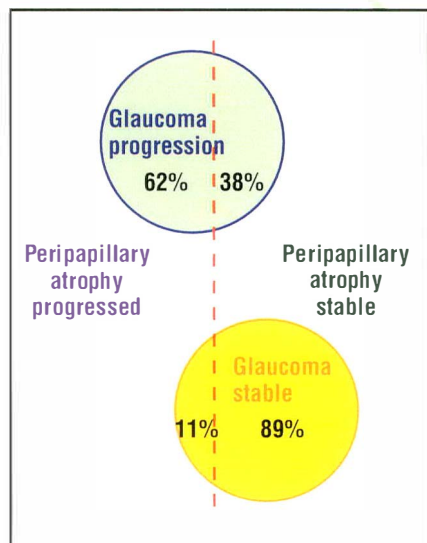 Glaucoma
progression
62% 38%
Peripapillary
atrophy
progressed
Peripapillary
atrophy
stable
Glaucoma
stable
11% 89%